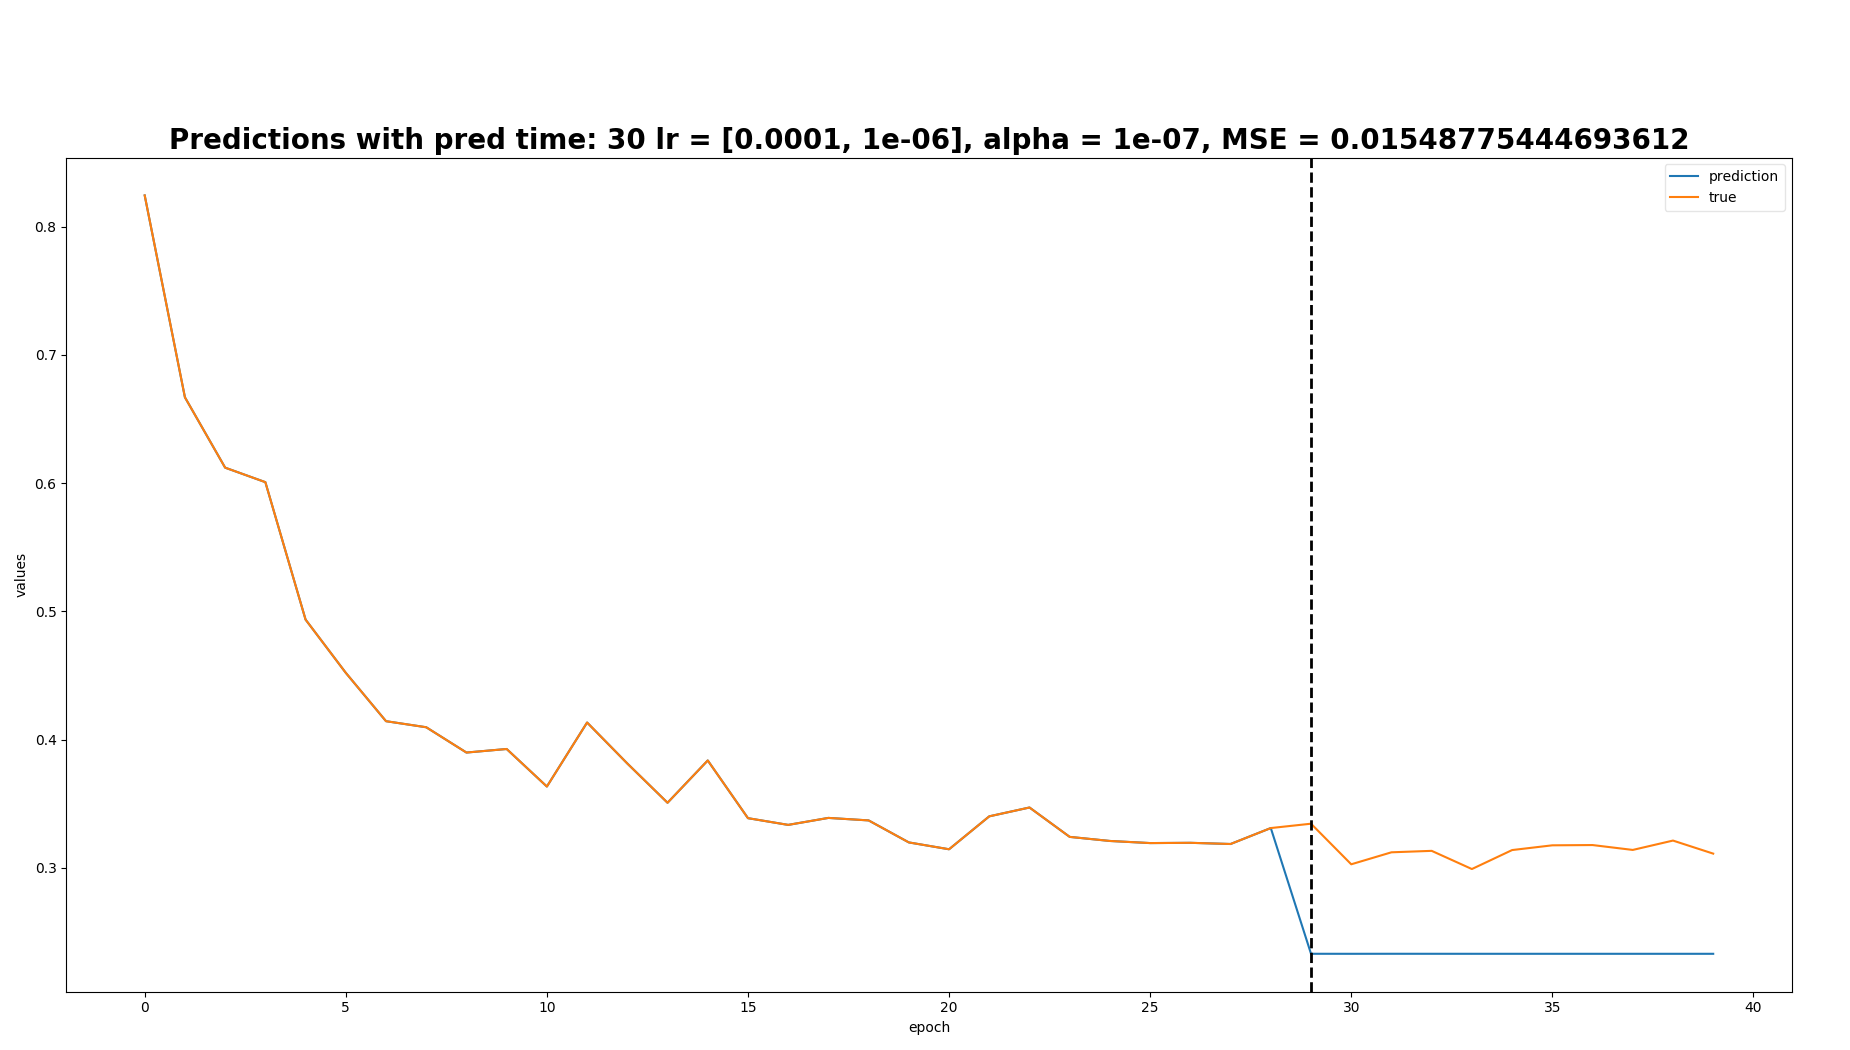 Predictions with pred time: 30 lr = [0.0001, 1e-06], alpha = 1e-07, MSE = 0.01548775444693612
prediction
true
0.8
0.7
0.6
0.5
0.4
0.3
values
0 5 10 15 20 25 30 35 40
epoch